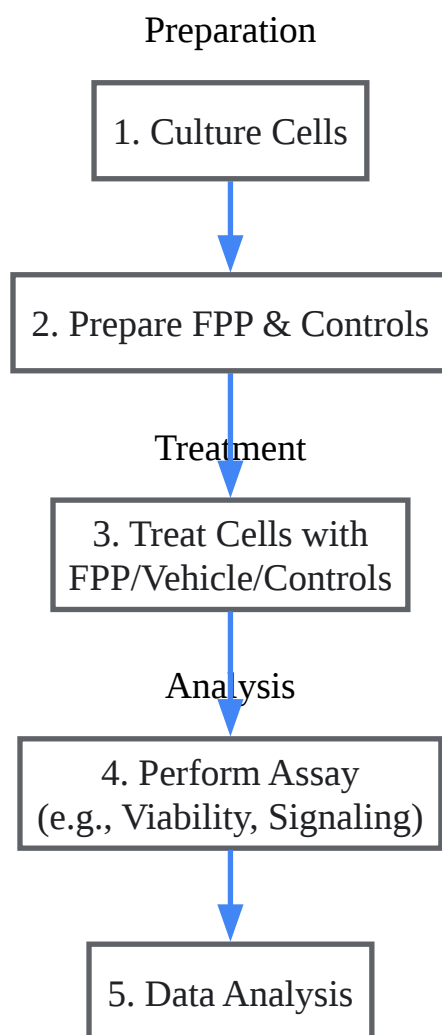 Preparation
1. Culture Cells
2. Prepare FPP & Controls
Treatment
3. Treat Cells with
FPP/Vehicle/Controls
Analysis
4. Perform Assay
(e.g., Viability, Signaling)
5. Data Analysis